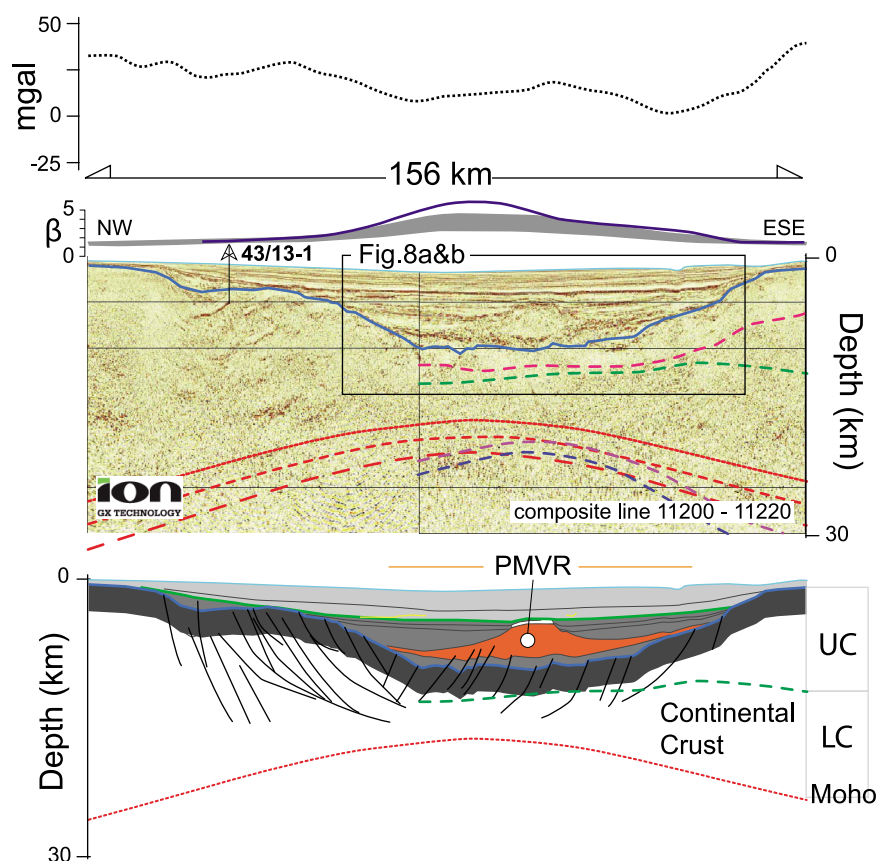 50
mgal
0
-25
156 km
5
β
0
NW
ESE
43/13-1
Fig.8a&b
0
Depth (km)
30
ion
GX TECHNOLOGY
composite line 11200 - 11220
PMVR
0
Depth (km)
30
UC
Continental
Crust
LC
Moho